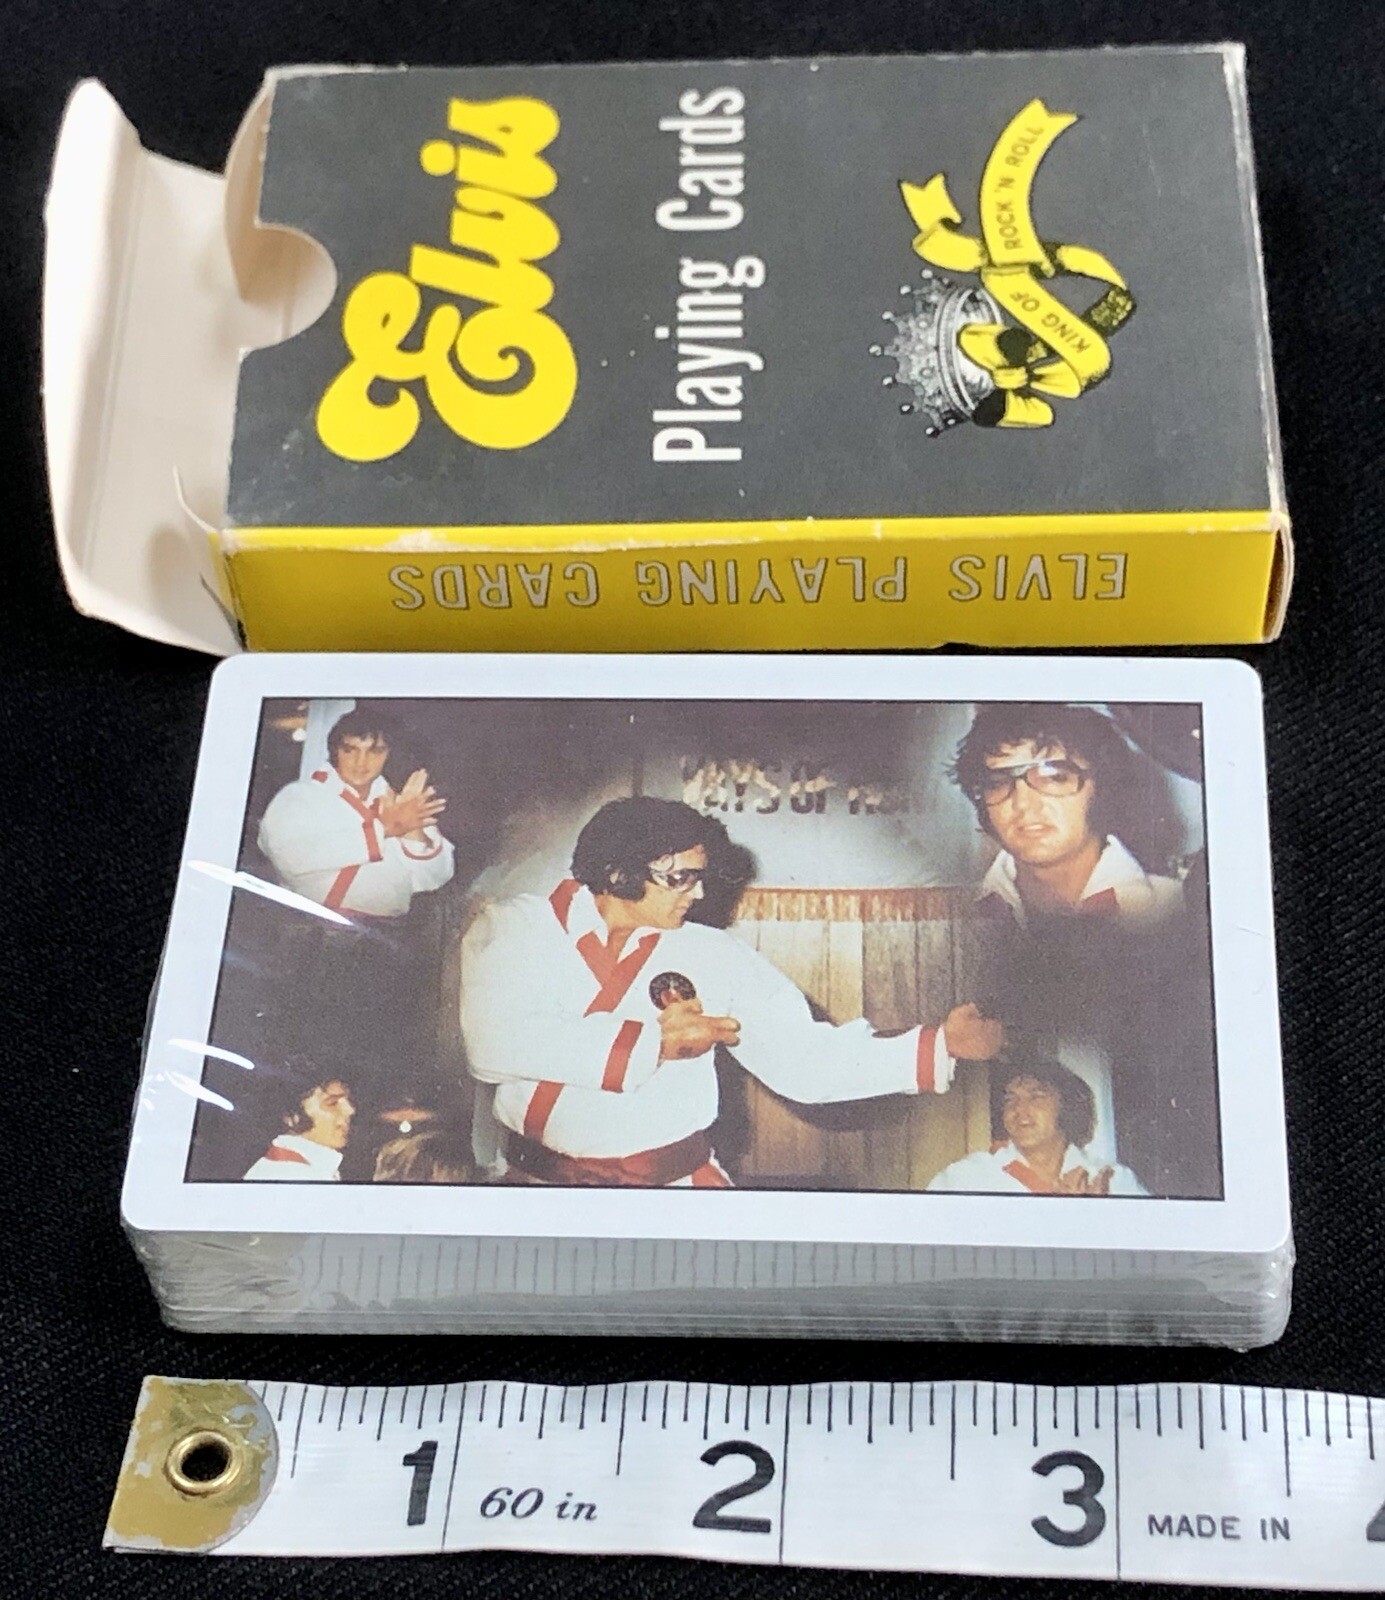 Elvis
Playing Cards
KING OF
ROCK 'N ROLL
ELVIS PLAYING CARDS
1
60 in
2
3
MADE IN